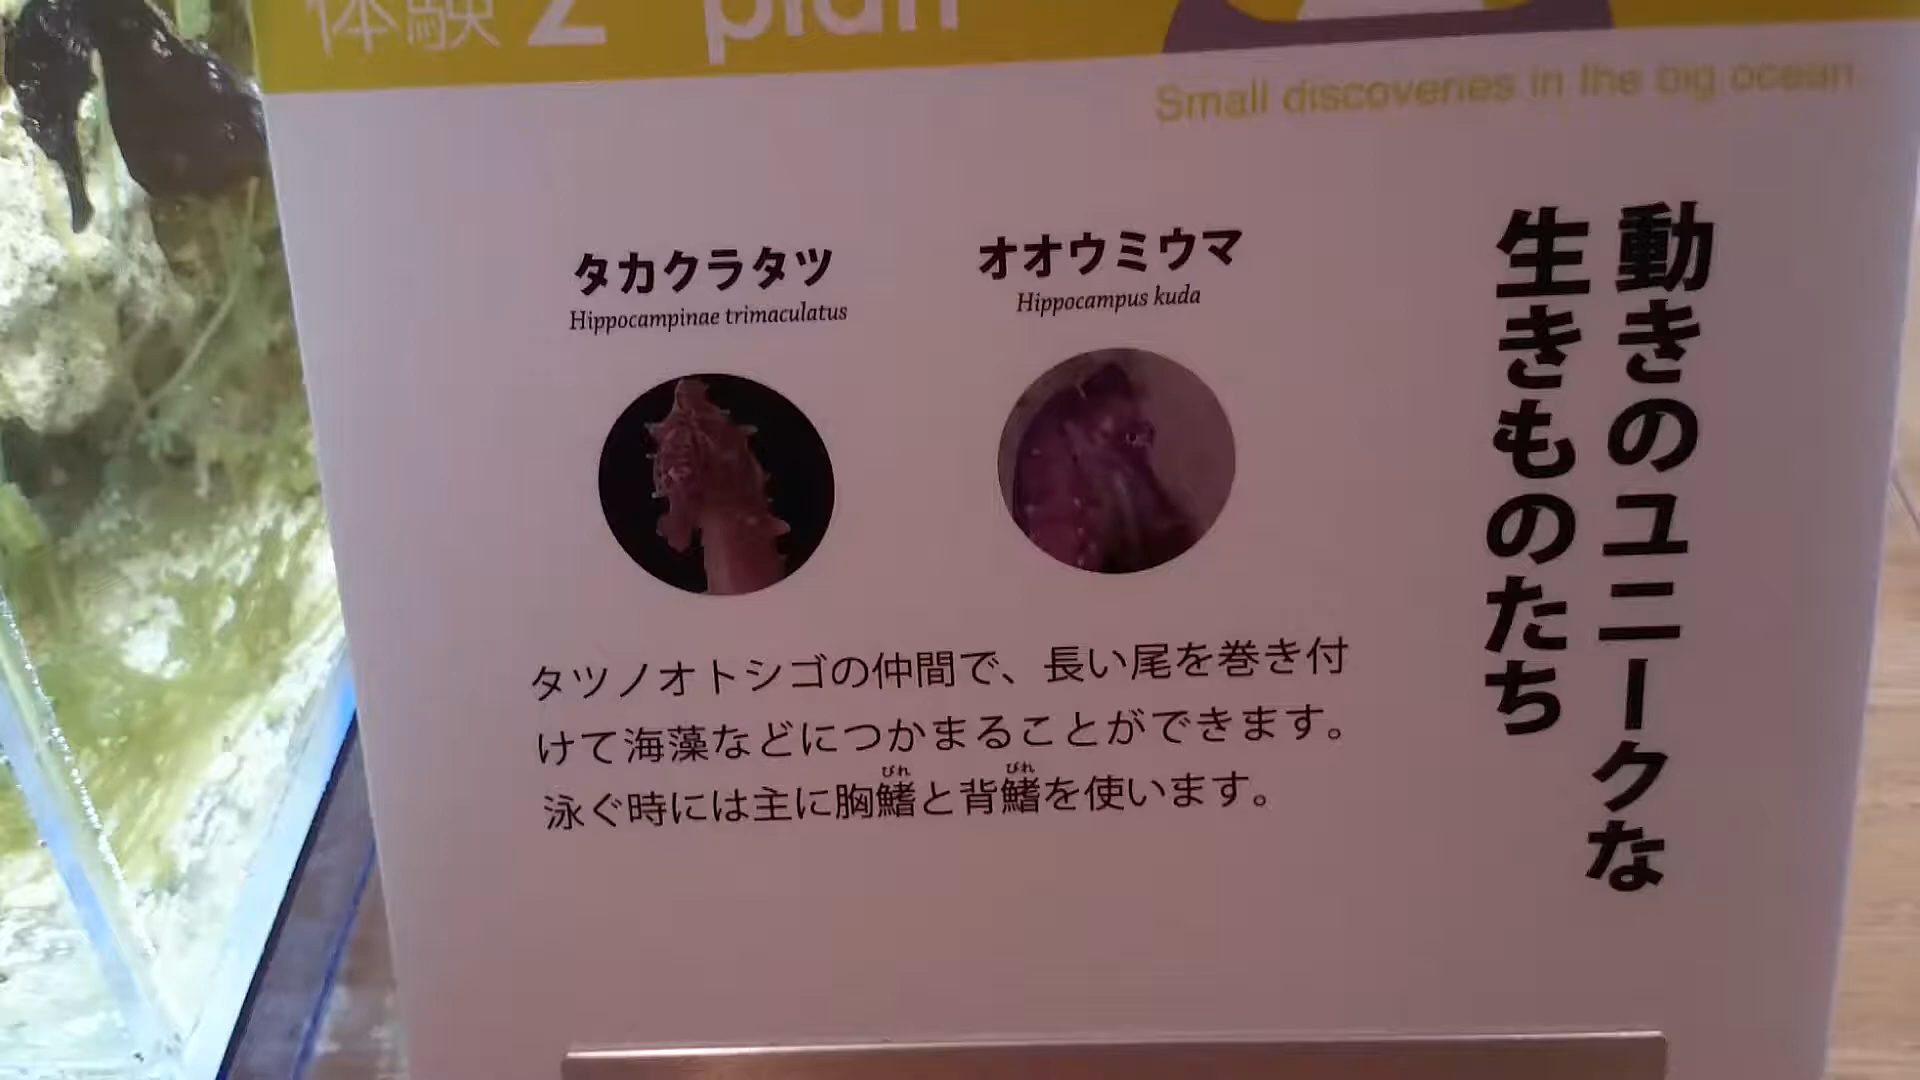 体験 2 plan
Small discoveries in the big ocean
動きのユニークな
生きものたち
タカクラタツ
Hippocampinae trimaculatus
オオウミウマ
Hippocampus kuda
タツノオトシゴの仲間で、長い尾を巻き付
けて海藻などにつかまることができます。
びれ びれ
泳ぐ時には主に胸鰭と背鰭を使います。